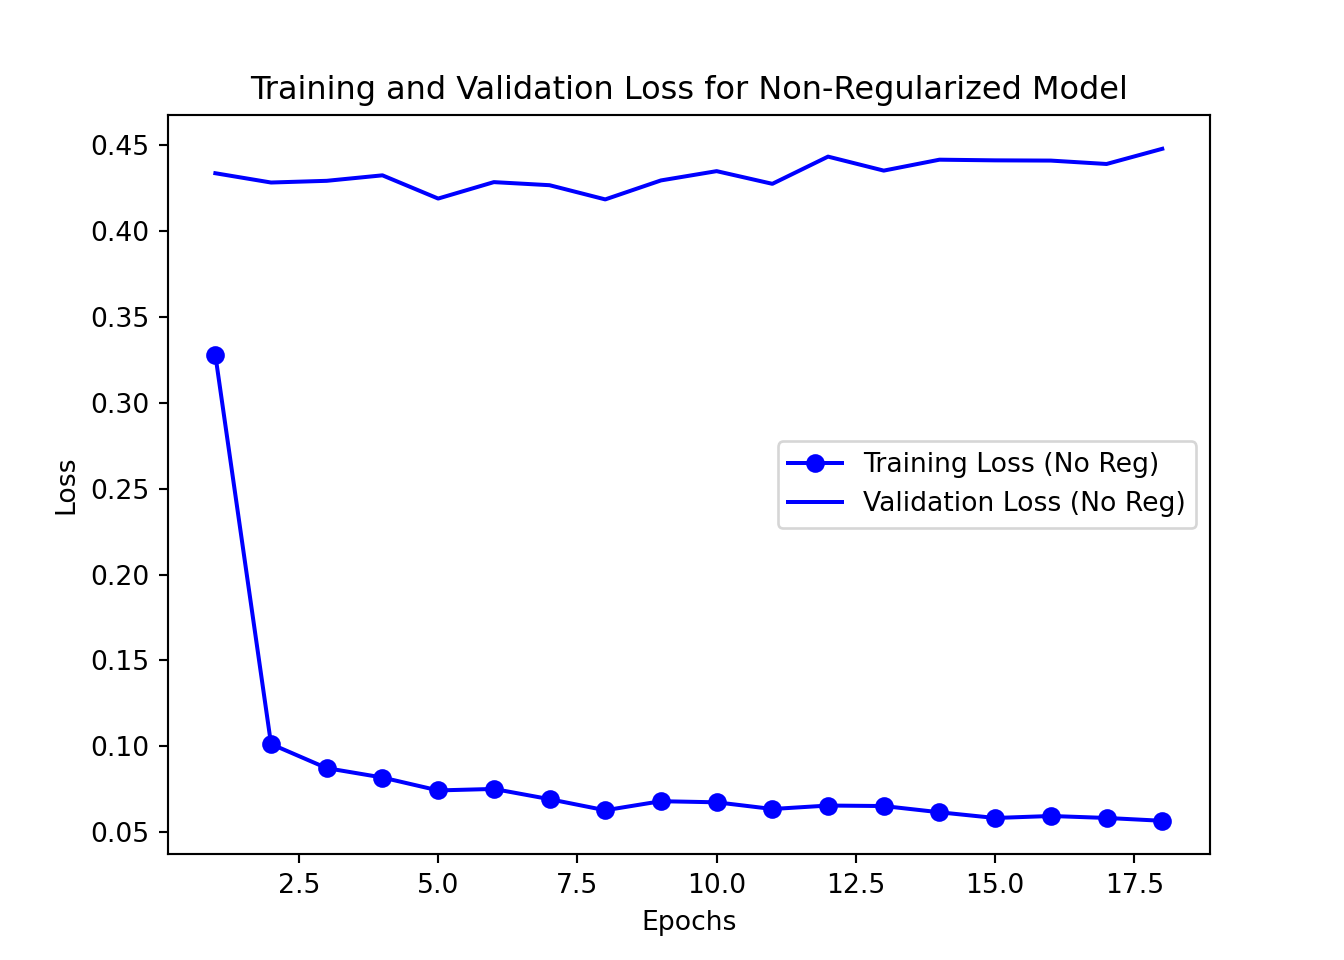 Training and Validation Loss for Non-Regularized Model
0.45
0.40
0.35
0.30
0.25
0.20
0.15
0.10
0.05
Loss
Training Loss (No Reg)
Validation Loss (No Reg)
2.5 5.0 7.5 10.0 12.5 15.0 17.5
Epochs